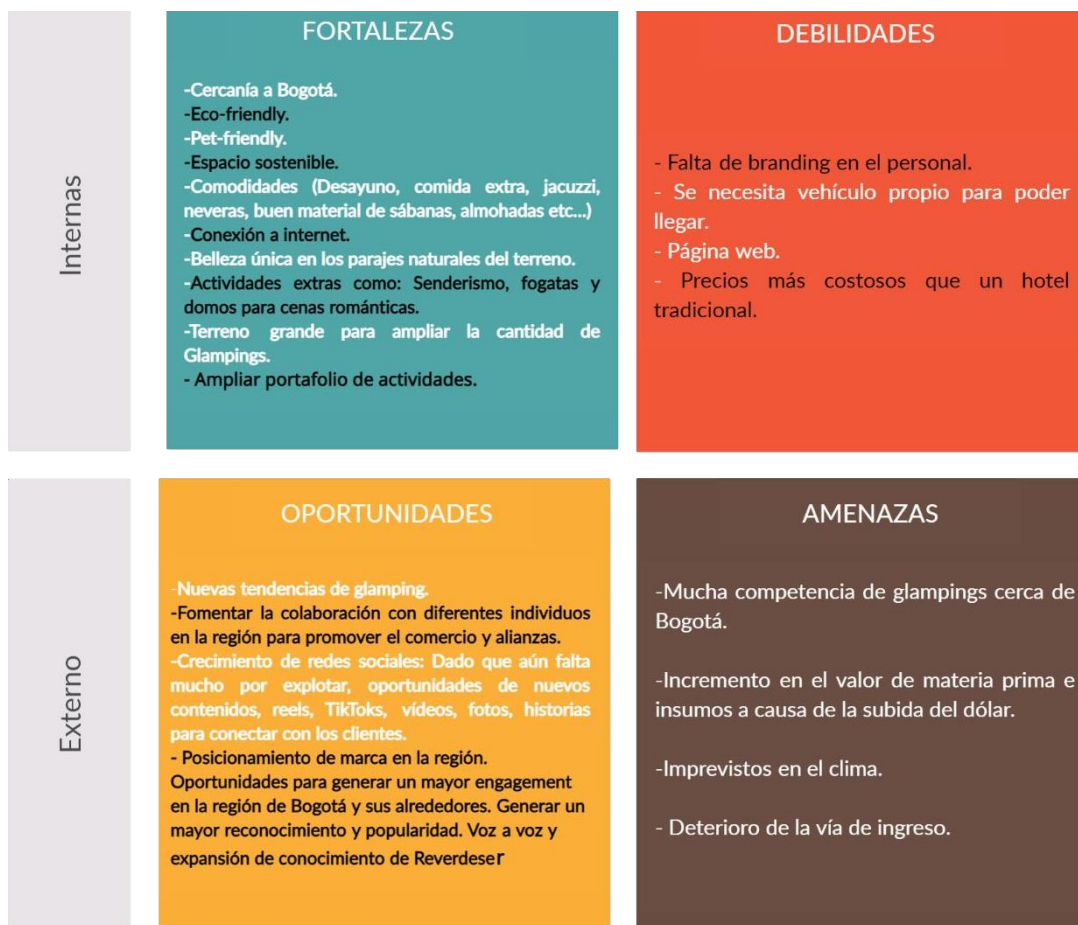 Internas
FORTALEZAS
-Cercanía a Bogotá.
-Eco-friendly.
-Pet-friendly.
-Espacio sostenible.
-Comodidades (Desayuno, comida extra, jacuzzi,
neveras, buen material de sábanas, almohadas etc...)
-Conexión a internet.
-Belleza única en los parajes naturales del terreno.
-Actividades extras como: Senderismo, fogatas y
domos para cenas románticas.
-Terreno grande para ampliar la cantidad de
Glampings.
- Ampliar portafolio de actividades.
DEBILIDADES
- Falta de branding en el personal.
- Se necesita vehículo propio para poder
llegar.
- Página web.
- Precios más costosos que un hotel
tradicional.
Externo
OPORTUNIDADES
-Nuevas tendencias de glamping.
-Fomentar la colaboración con diferentes individuos
en la región para promover el comercio y alianzas.
-Crecimiento de redes sociales: Dado que aún falta
mucho por explotar, oportunidades de nuevos
contenidos, reels, TikToks, vídeos, fotos, historias
para conectar con los clientes.
- Posicionamiento de marca en la región.
Oportunidades para generar un mayor engagement
en la región de Bogotá y sus alrededores. Generar un
mayor reconocimiento y popularidad. Voz a voz y
expansión de conocimiento de Reverdeser
AMENAZAS
-Mucha competencia de glampings cerca de
Bogotá.
-Incremento en el valor de materia prima e
insumos a causa de la subida del dólar.
-Imprevistos en el clima.
- Deterioro de la vía de ingreso.